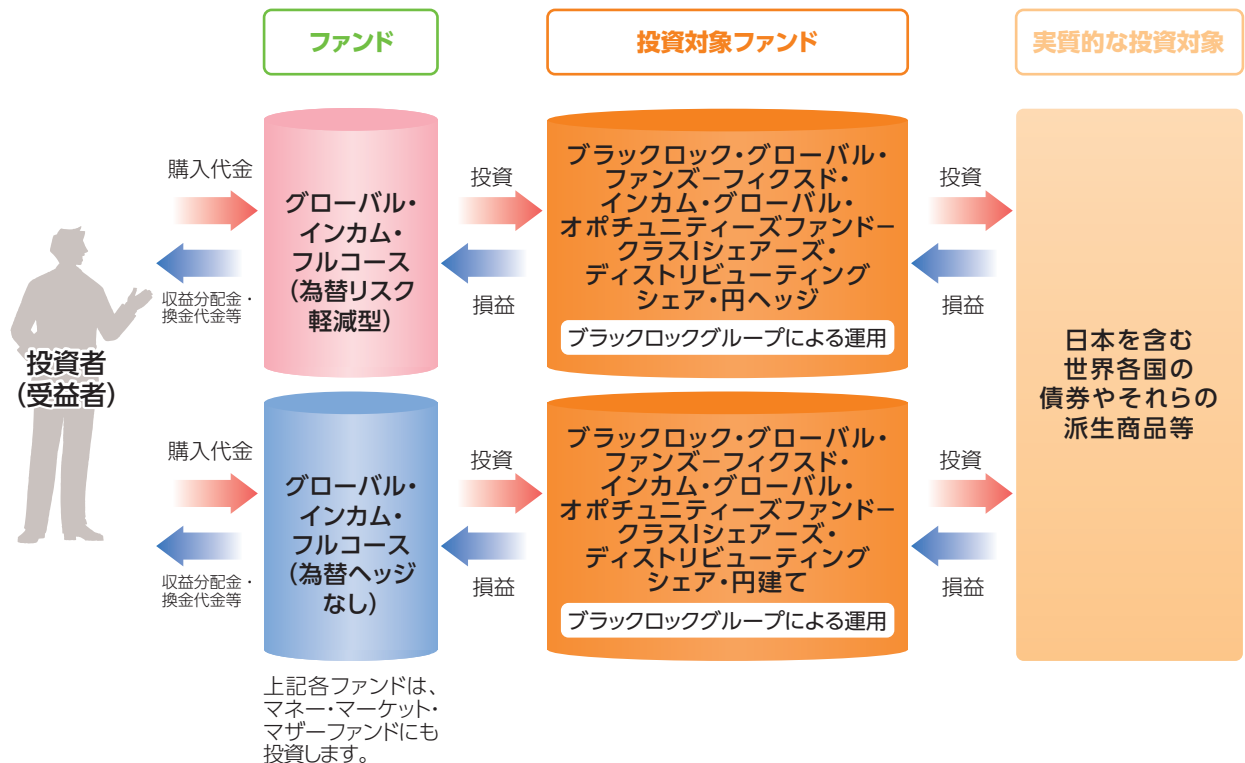 ファンド
投資対象ファンド
実質的な投資対象
投資者
(受益者)
購入代金
収益分配金・
換金代金等
グローバル・
インカム・
フルコース
(為替リスク
軽減型)
投資
損益
ブラックロック・グローバル・
ファンズーフィクスド・
インカム・グローバル・
オポチュニティーズファンドー
クラスIシェアーズ・
ディストリビューティング
シェア・円ヘッジ
ブラックロックグループによる運用
投資
損益
日本を含む
世界各国の
債券やそれらの
派生商品等
購入代金
収益分配金・
換金代金等
グローバル・
インカム・
フルコース
(為替ヘッジ
なし)
投資
損益
ブラックロック・グローバル・
ファンズーフィクスド・
インカム・グローバル・
オポチュニティーズファンドー
クラスIシェアーズ・
ディストリビューティング
シェア・円建て
ブラックロックグループによる運用
投資
損益
上記各ファンドは、
マネー・マーケット・
マザーファンドにも
投資します。